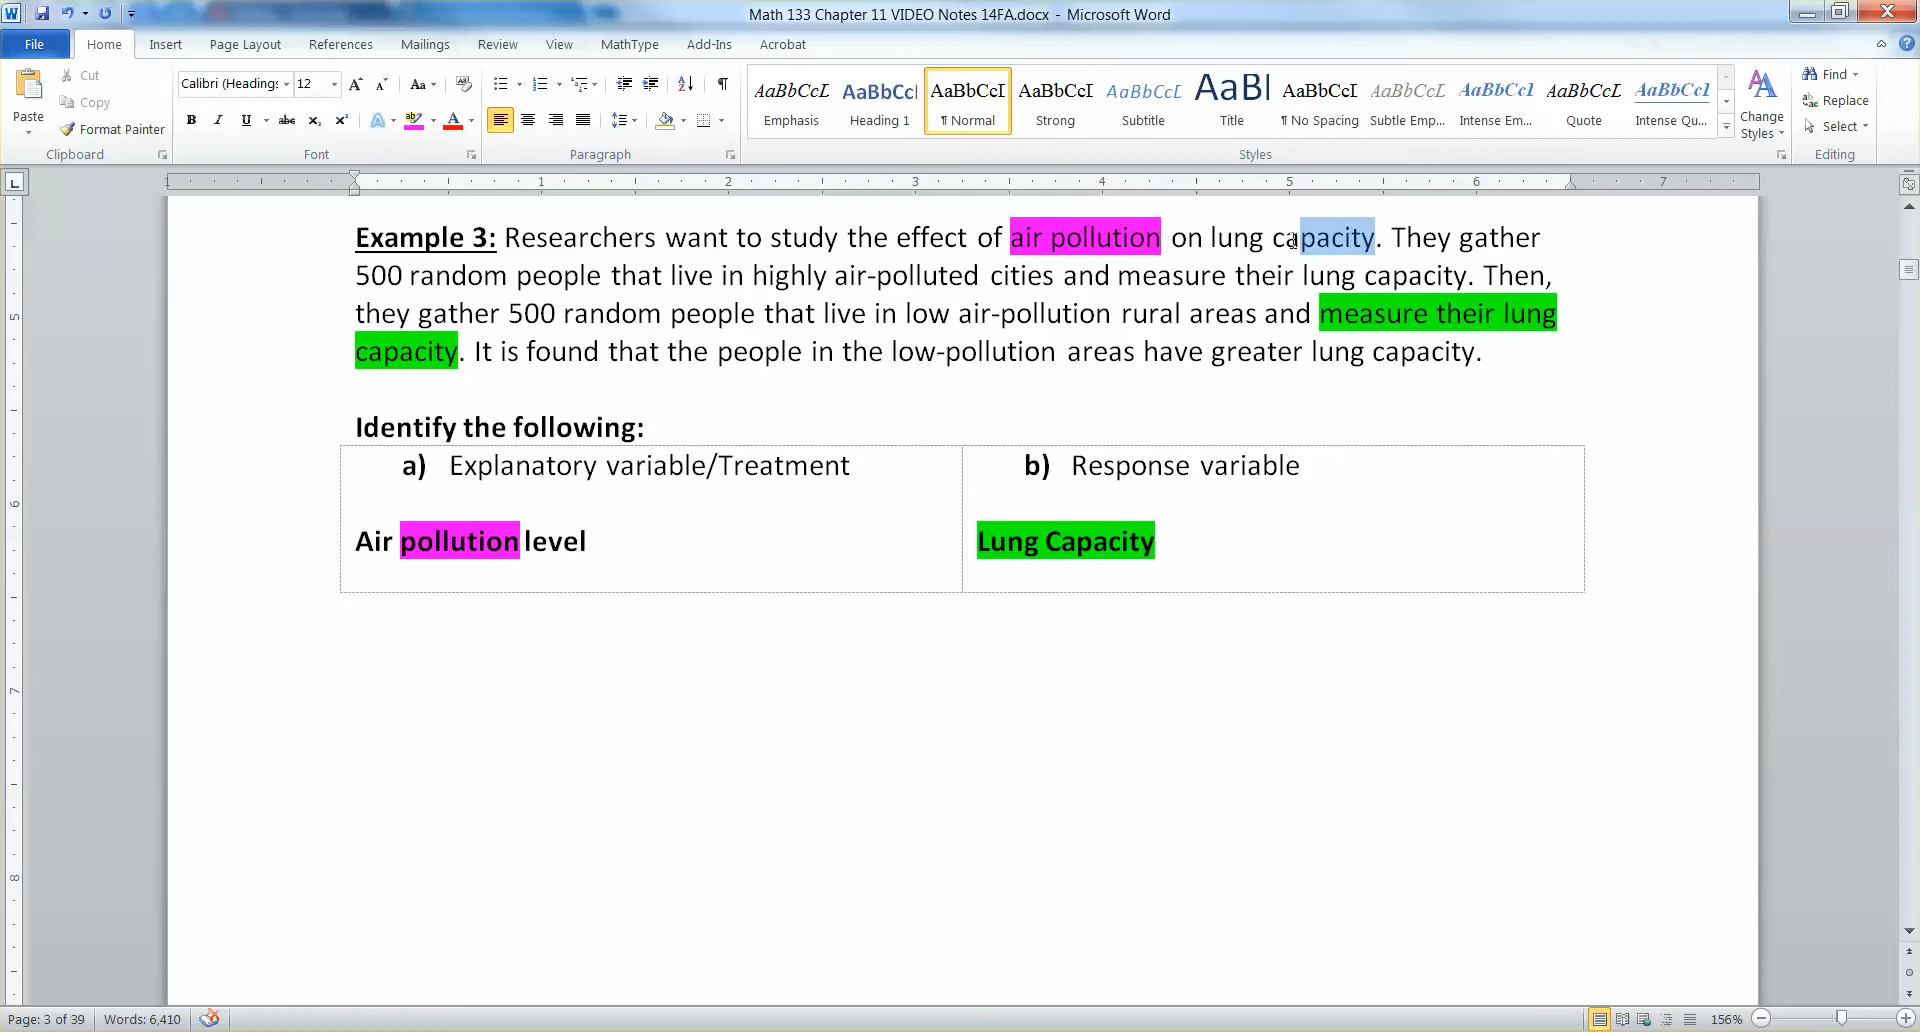 Math 133 Chapter 11 VIDEO Notes 14FA.docx - Microsoft Word
File Home Insert Page Layout References Mailings Review View MathType Add-Ins Acrobat
Paste
Cut
Copy
Format Painter
Clipboard
Calibri (Headings 12
Font
Paragraph
AaBbCcL AaBbCcl AaBbCcI AaBbCcI AaBbCcL AaBl AaBbCcI AaBbCcL AaBbCcl AaBbCcL AaBbCcl
Emphasis Heading 1 ¶ Normal Strong Subtitle Title ¶ No Spacing Subtle Emp... Intense Em... Quote Intense Qu...
Styles
Change
Styles
Find
Replace
Select
Editing
1 2 3 4 5 6 7
Example 3: Researchers want to study the effect of air pollution on lung capacity. They gather
500 random people that live in highly air-polluted cities and measure their lung capacity. Then,
they gather 500 random people that live in low air-pollution rural areas and measure their lung
capacity. It is found that the people in the low-pollution areas have greater lung capacity.
Identify the following:
a) Explanatory variable/Treatment b) Response variable
Air pollution level Lung Capacity
Page: 3 of 39 Words: 6,410 156%